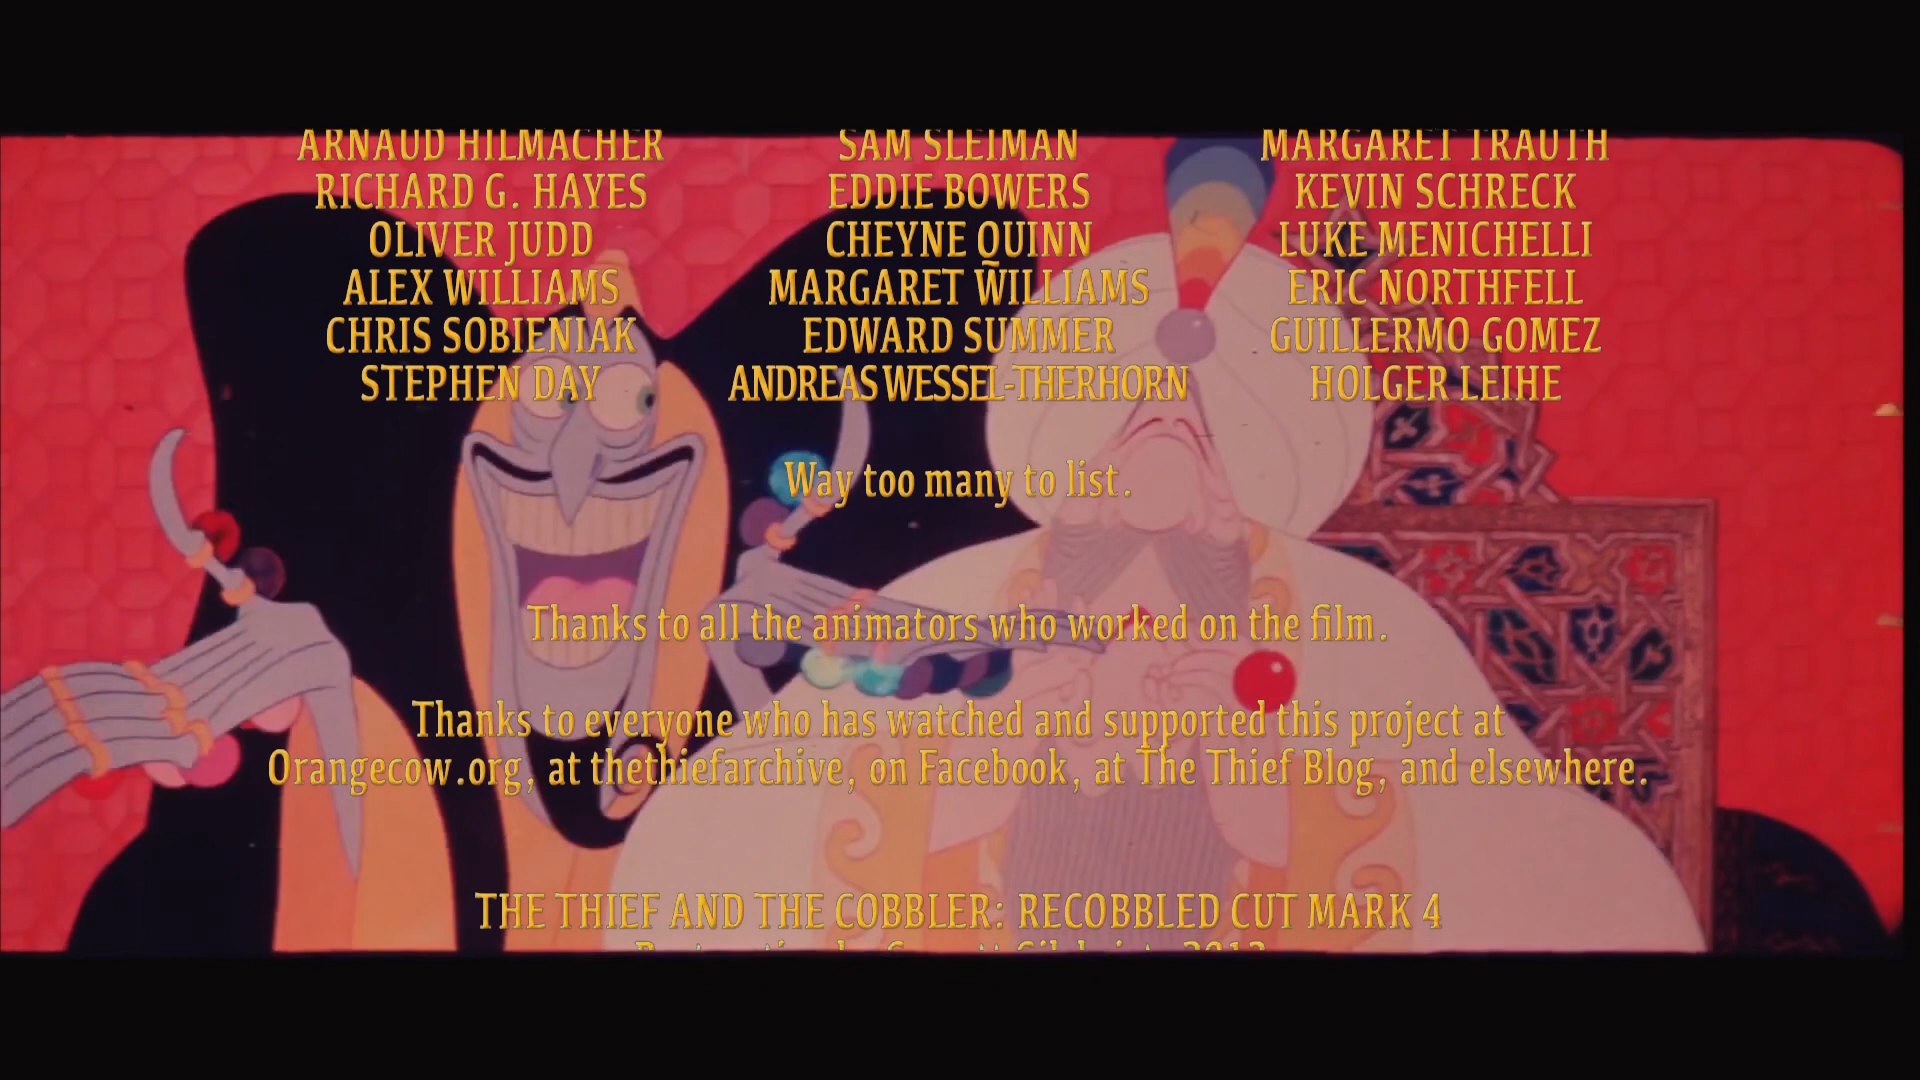 ARNAUD HILMACHER SAM SLEIMAN MARGARET TRAUTH
RICHARD G. HAYES EDDIE BOWERS KEVIN SCHRECK
OLIVER JUDD CHEYNE QUINN LUKE MENICHELLI
ALEX WILLIAMS MARGARET WILLIAMS ERIC NORTHFELL
CHRIS SOBIENIAK EDWARD SUMMER GUILLERMO GOMEZ
STEPHEN DAY ANDREAS WESSEL-THERHORN HOLGER LEIHE
Way too many to list.
Thanks to all the animators who worked on the film.
Thanks to everyone who has watched and supported this project at
Orangecow.org, at thethiefarchive, on Facebook, at The Thief Blog, and elsewhere.
THE THIEF AND THE COBBLER: RECOBBLED CUT MARK 4